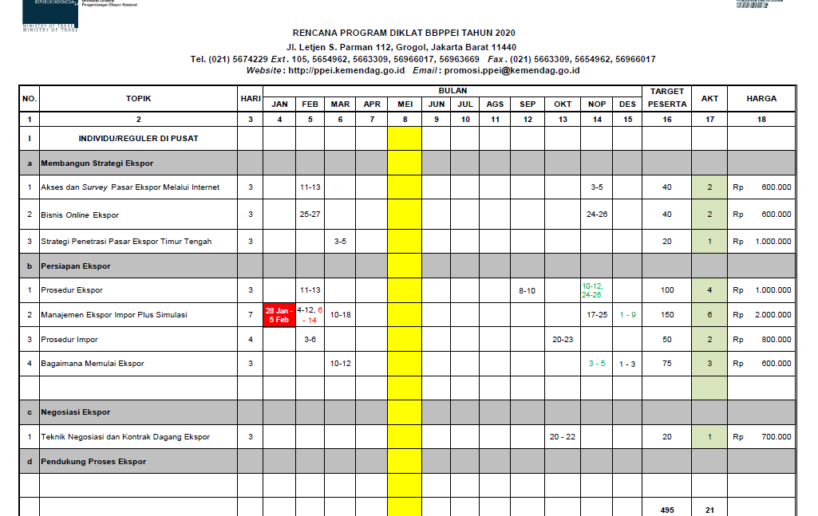 KEPUBLIK INDONESIA
Pengembangan Ekspor Nasional
MINISTRY OF TRADE
MINISTRY OF TRADE
RENCANA PROGRAM DIKLAT BBPPEI TAHUN 2020
Jl. Letjen S. Parman 112, Grogol, Jakarta Barat 11440
Tel. (021) 5674229 Ext. 105, 5654962, 5663309, 56966017, 56963669 Fax. (021) 5663309, 5654962, 56966017
Website: http://ppei.kemendag.go.id Email: promosi.ppei@kemendag.go.id
NO. TOPIK HARI BULAN TARGET PESERTA AKT HARGA
JAN FEB MAR APR MEI JUN JUL AGS SEP OKT NOP DES
1 2 3 4 5 6 7 8 9 10 11 12 13 14 15 16 17 18
I INDIVIDU/REGULER DI PUSAT
a Membangun Strategi Ekspor
1 Akses dan Survey Pasar Ekspor Melalui Internet 3 11-13 3-5 40 2 Rp 600.000
2 Bisnis Online Ekspor 3 25-27 24-26 40 2 Rp 600.000
3 Strategi Penetrasi Pasar Ekspor Timur Tengah 3 3-5 20 1 Rp 1.000.000
b Persiapan Ekspor
1 Prosedur Ekspor 3 11-13 8-10 10-12, 24-26 100 4 Rp 1.000.000
2 Manajemen Ekspor Impor Plus Simulasi 7 28 Jan - 5 Feb 4-12, 6 - 14 10-18 17-25 1 - 9 150 6 Rp 2.000.000
3 Prosedur Impor 4 3-6 20-23 50 2 Rp 800.000
4 Bagaimana Memulai Ekspor 3 10-12 3 - 5 1 - 3 75 3 Rp 600.000
c Negosiasi Ekspor
1 Teknik Negosiasi dan Kontrak Dagang Ekspor 3 20 - 22 20 1 Rp 700.000
d Pendukung Proses Ekspor
495 21